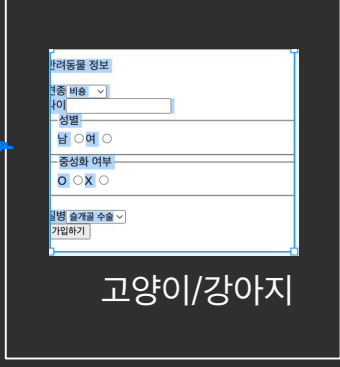 반려동물 정보
견종 비숑
나이
성별
남 여
중성화 여부
O X
질병 슬개골 수술
가입하기
고양이/강아지